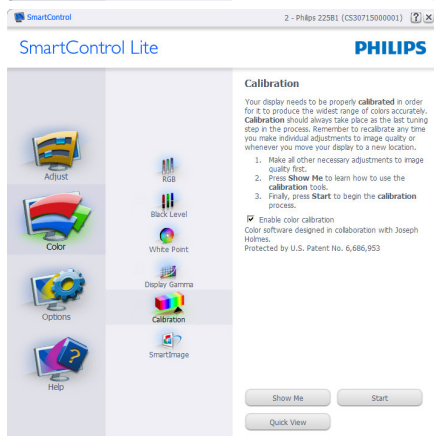 SmartControl
2 - Philips 225B1 (CS30715000001)
? x
SmartControl Lite
PHILIPS
Adjust
Color
Options
Help
RGB
Black Level
White Point
Display Gamma
Calibration
SmartImage
Calibration
Your display needs to be properly calibrated in order
for it to produce the widest range of colors accurately.
Calibration should always take place as the last tuning
step in the process. Remember to recalibrate any time
you make individual adjustments to image quality or
whenever you move your display to a new location.
1. Make all other necessary adjustments to image
quality first.
2. Press Show Me to learn how to use the
calibration tools.
3. Finally, press Start to begin the calibration
process.
Enable color calibration
Color software designed in collaboration with Joseph
Holmes.
Protected by U.S. Patent No. 6,686,953
Show Me
Start
Quick View